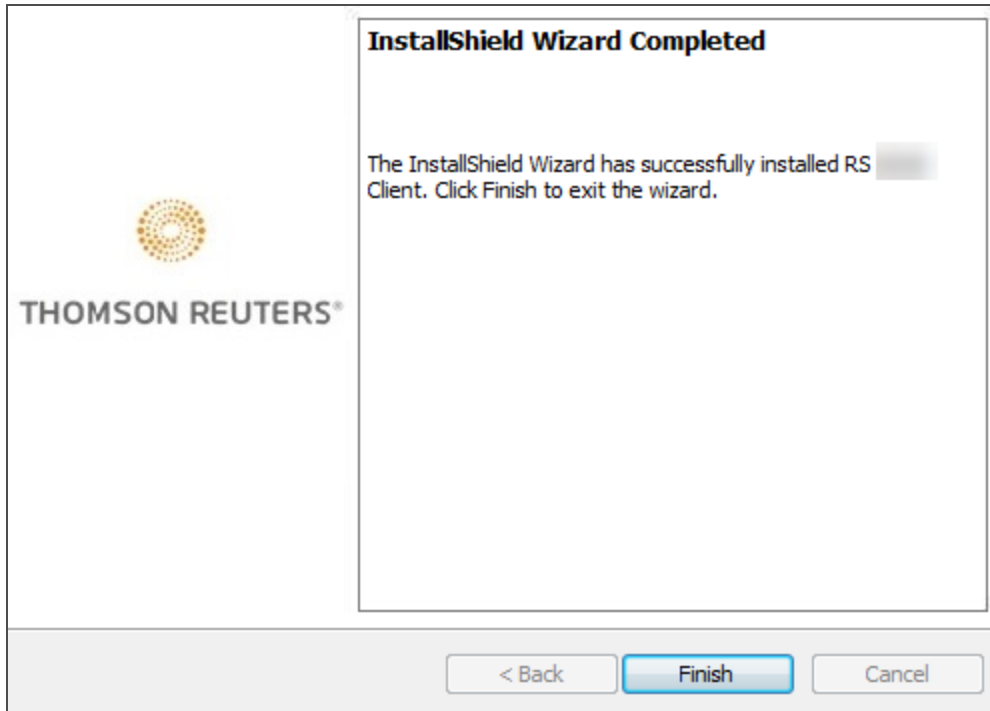 InstallShield Wizard Completed
The InstallShield Wizard has successfully installed RS
Client. Click Finish to exit the wizard.
THOMSON REUTERS®
< Back
Finish
Cancel